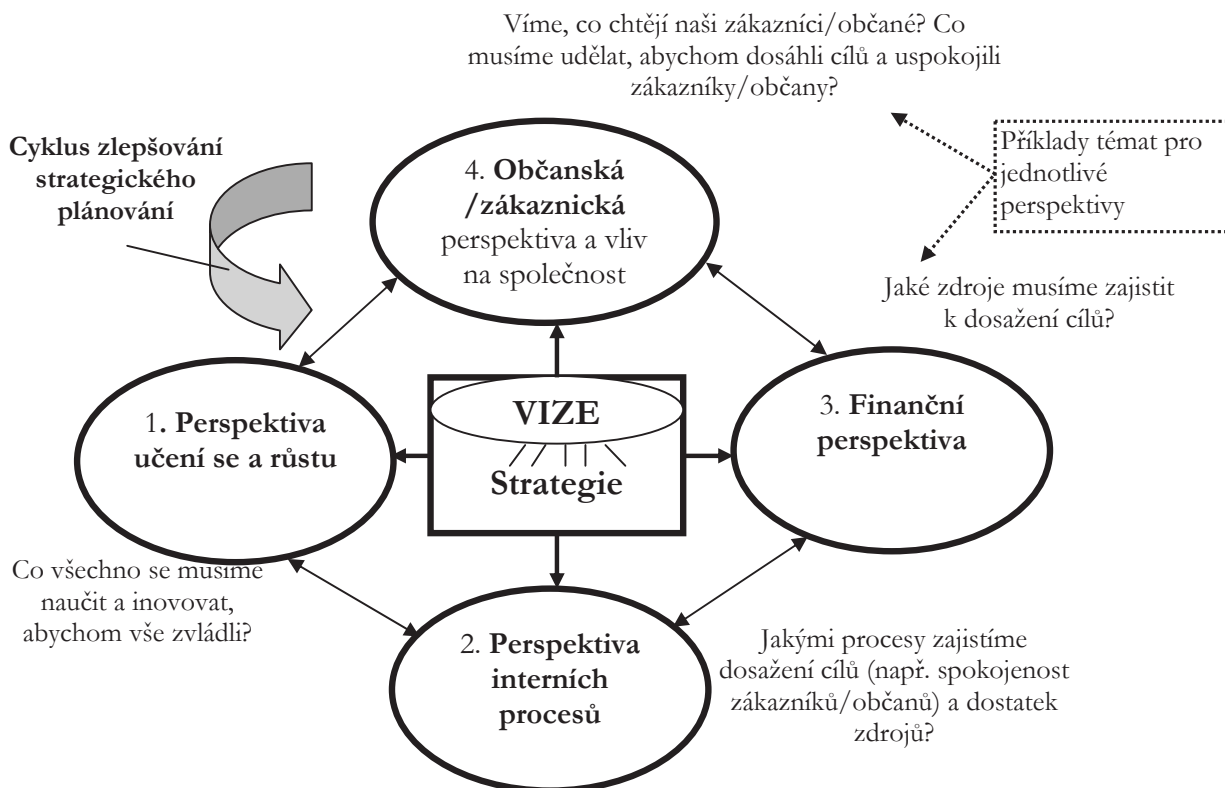 Víme, co chtějí naši zákazníci/občané? Co
musíme udělat, abychom dosáhli cílů a uspokojili
zákazníky/občany?
Cyklus zlepšování
strategického
plánování
4. Občanská
/zákaznická
perspektiva a vliv
na společnost
Příklady témat pro
jednotlivé
perspektivy
Jaké zdroje musíme zajistit
k dosažení cílů?
1. Perspektiva
učení se a růstu
VIZE
Strategie
3. Finanční
perspektiva
Co všechno se musíme
naučit a inovovat,
abychom vše zvládli?
2. Perspektiva
interních
procesů
Jakými procesy zajistíme
dosažení cílů (např. spokojenost
zákazníků/občanů) a dostatek
zdrojů?